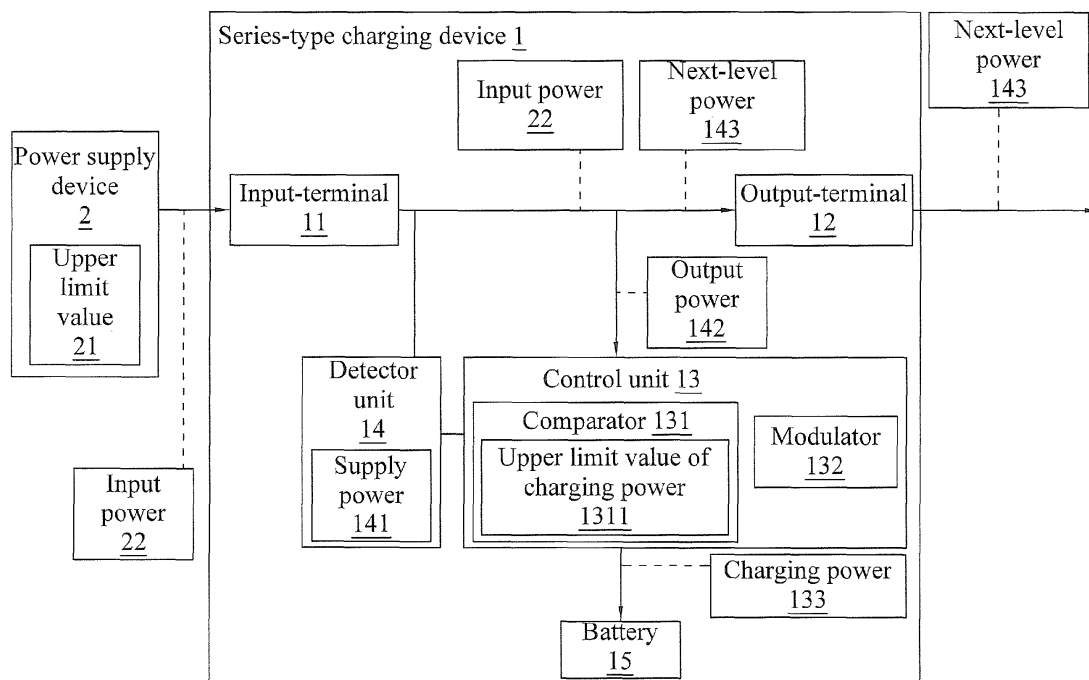 Series-type charging device 1
Next-level
power
143
Input power
22
Next-level
power
143
Power supply
device
2
Upper
limit
value
21
Input-terminal
11
Output-terminal
12
Output
power
142
Detector
unit
14
Supply
power
141
Control unit 13
Comparator 131
Upper limit value of
charging power
1311
Modulator
132
Input
power
22
Charging power
133
Battery
15